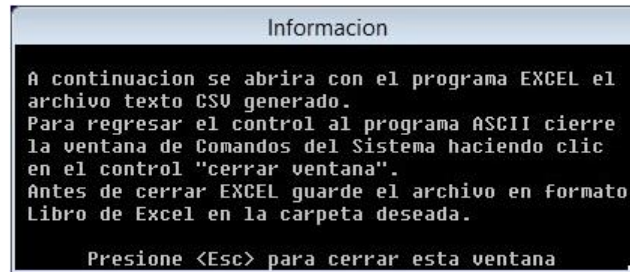 Informacion
A continuacion se abrira con el programa EXCEL el
archivo texto CSV generado.
Para regresar el control al programa ASCII cierre
la ventana de Comandos del Sistema haciendo clic
en el control "cerrar ventana".
Antes de cerrar EXCEL guarde el archivo en formato
Libro de Excel en la carpeta deseada.
Presione <Esc> para cerrar esta ventana